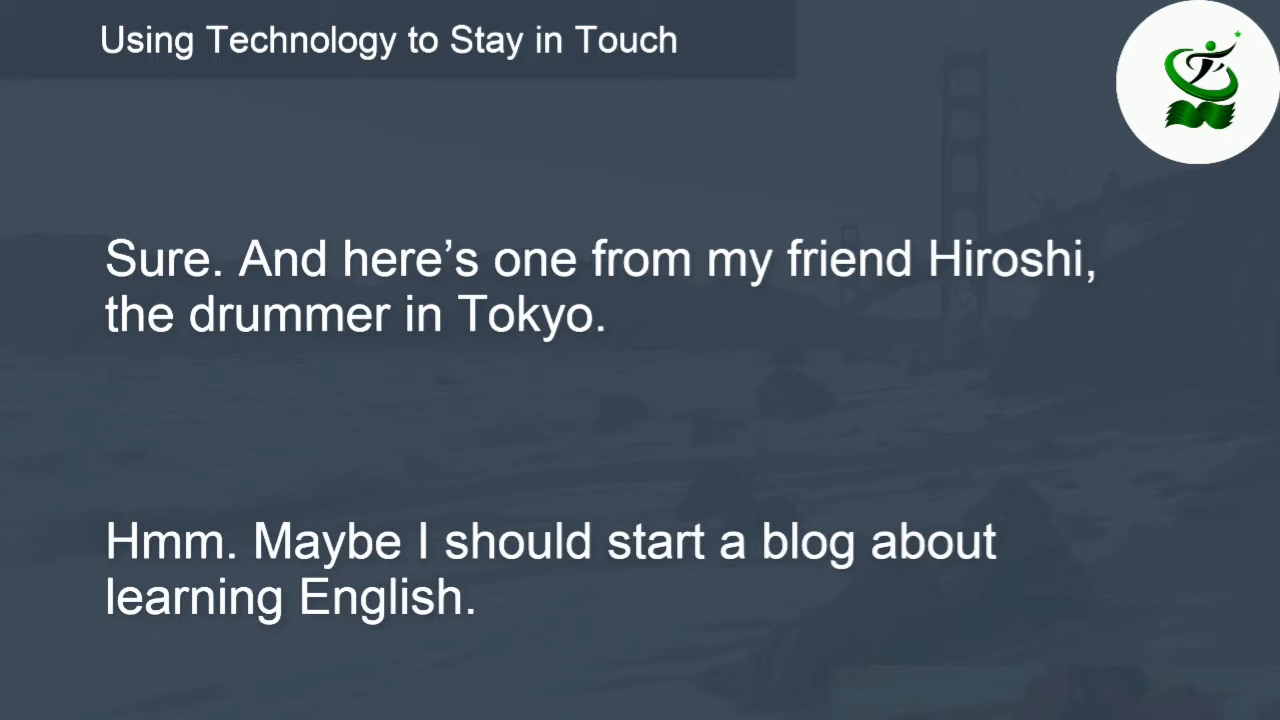 Using Technology to Stay in Touch
Sure. And here’s one from my friend Hiroshi,
the drummer in Tokyo.
Hmm. Maybe I should start a blog about
learning English.